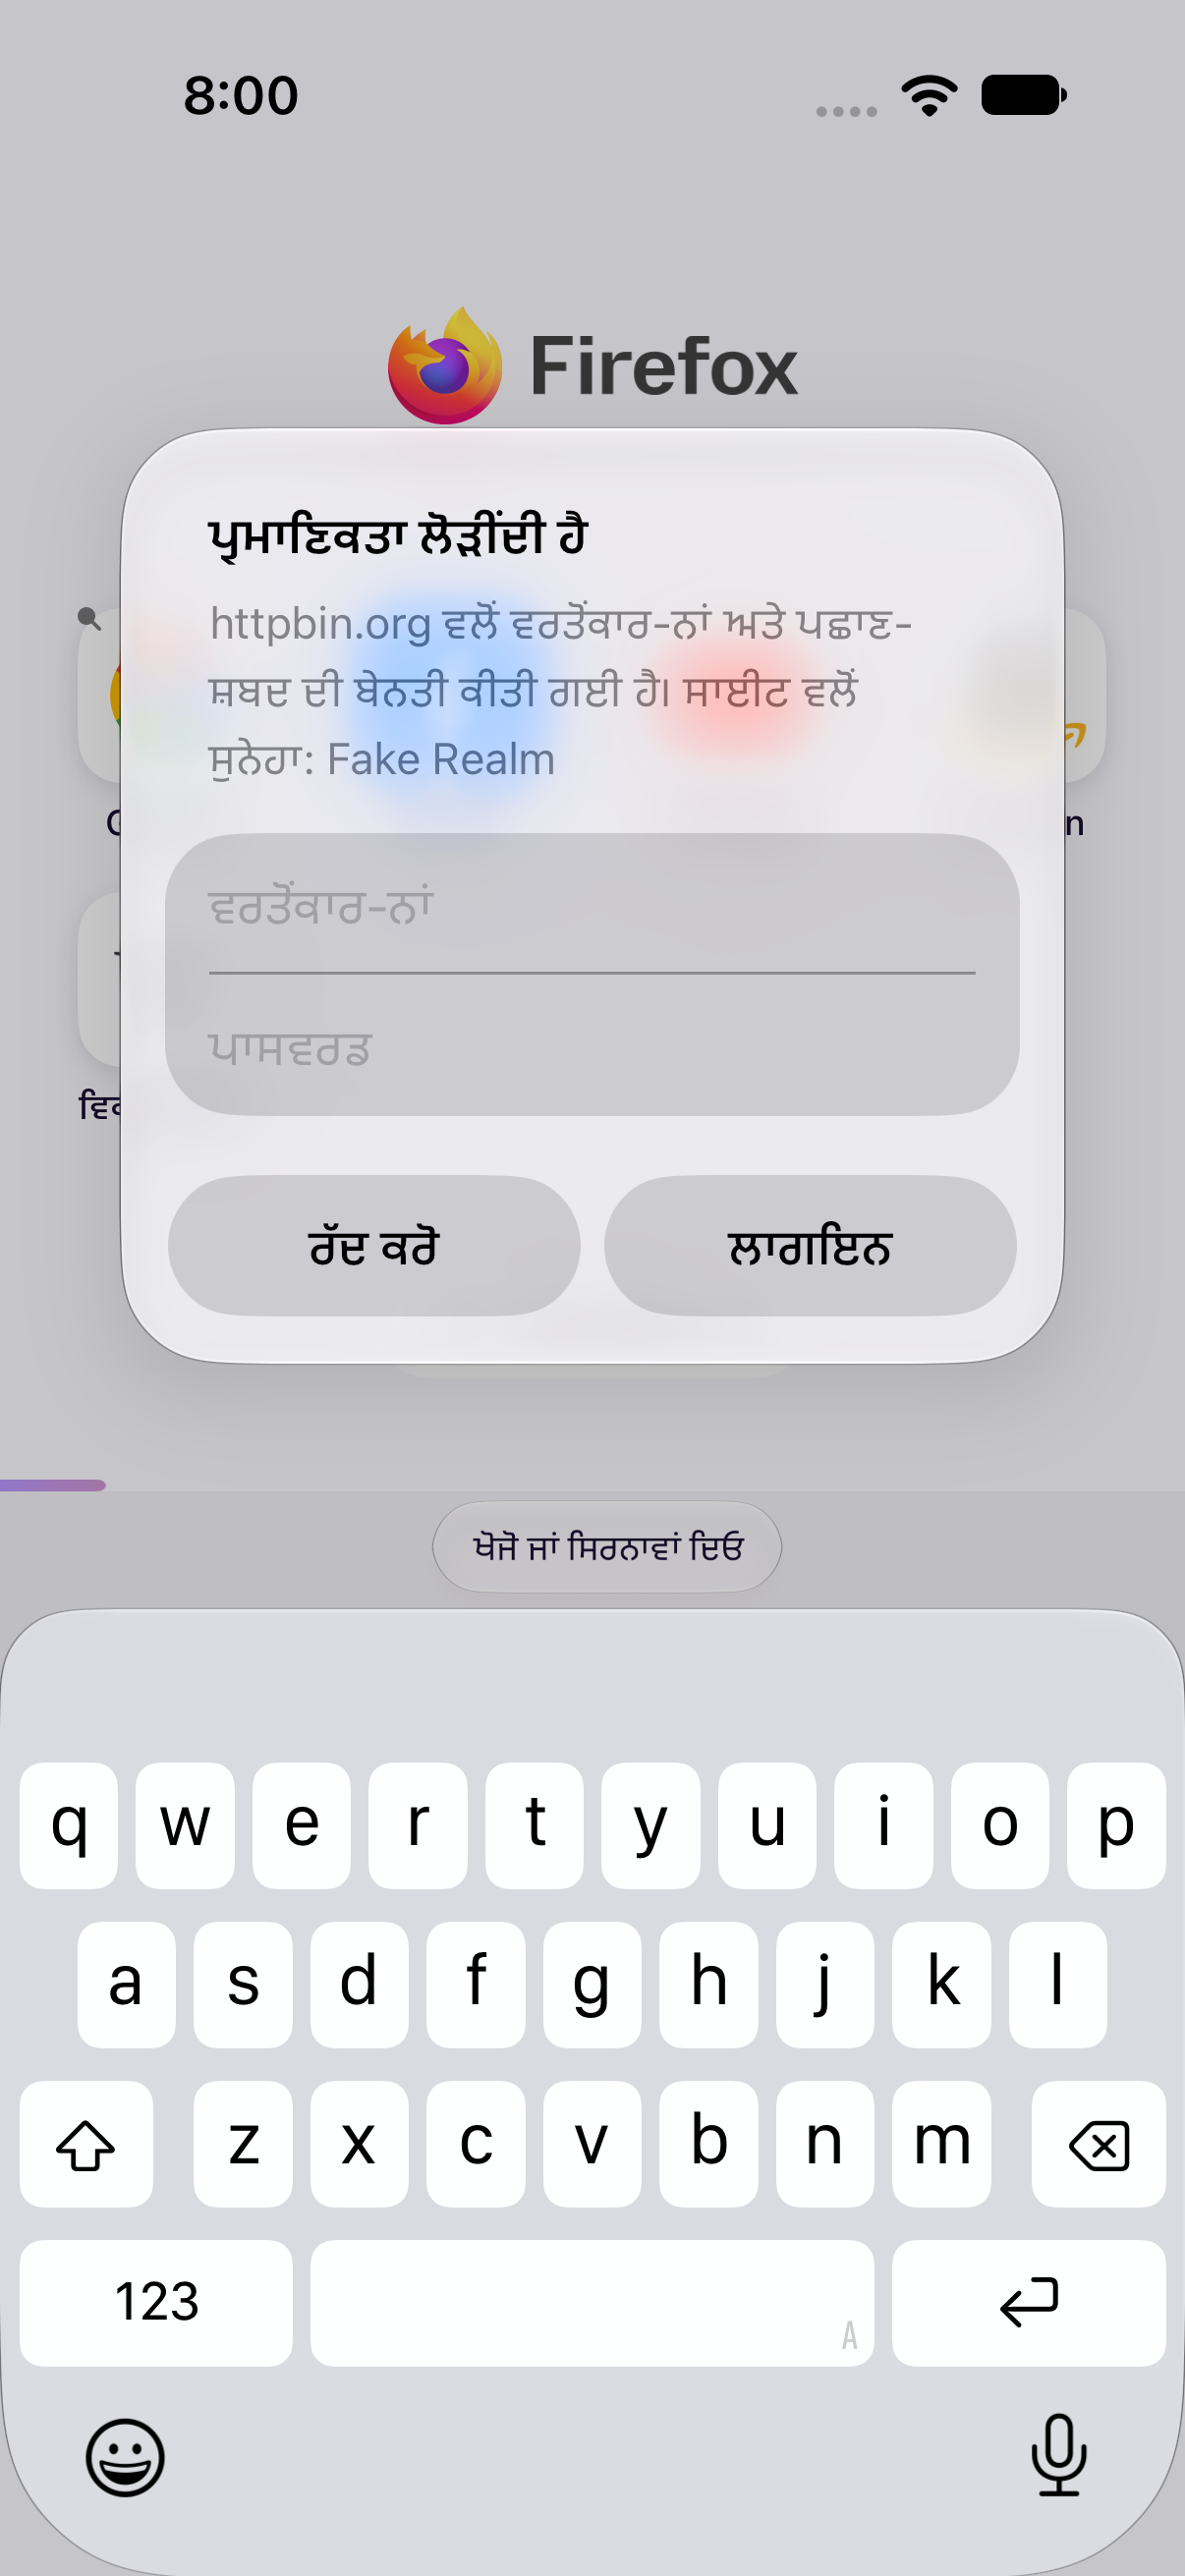 8:00
Firefox
ਪ੍ਰਮਾਣਿਕਤਾ ਲੋੜੀਂਦੀ ਹੈ
httpbin.org ਵਲੋਂ ਵਰਤੋਂਕਾਰ-ਨਾਂ ਅਤੇ ਪਛਾਣ-
ਸ਼ਬਦ ਦੀ ਬੇਨਤੀ ਕੀਤੀ ਗਈ ਹੈ। ਸਾਈਟ ਵਲੋਂ
ਸੁਨੇਹਾ: Fake Realm
ਵਰਤੋਂਕਾਰ-ਨਾਂ
ਪਾਸਵਰਡ
ਰੱਦ ਕਰੋ
ਲਾਗਇਨ
ਖੋਜੋ ਜਾਂ ਸਿਰਨਾਵਾਂ ਦਿਓ
q w e r t y u i o p
a s d f g h j k l
z x c v b n m
123
A